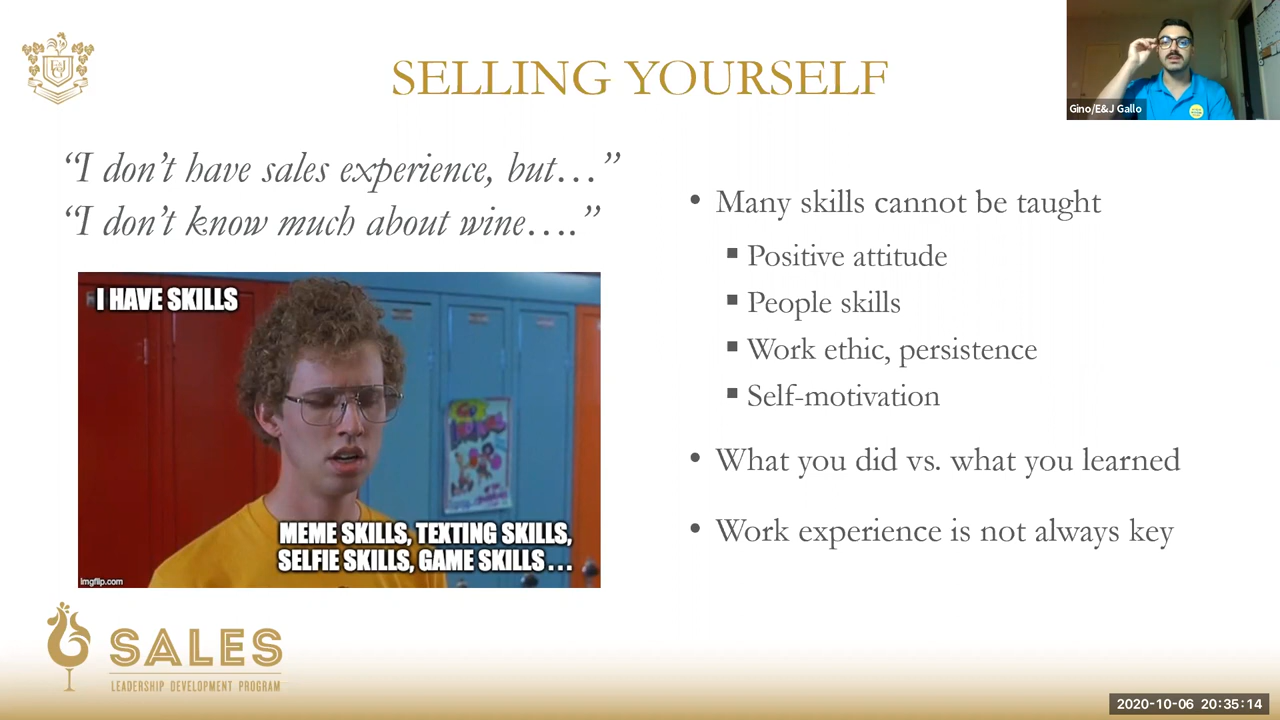 SELLING YOURSELF
Gino/E&J Gallo
“I don’t have sales experience, but…”
“I don’t know much about wine….”
I HAVE SKILLS
MEME SKILLS, TEXTING SKILLS,
SELFIE SKILLS, GAME SKILLS . . .
imgflip.com
• Many skills cannot be taught
▪ Positive attitude
▪ People skills
▪ Work ethic, persistence
▪ Self-motivation
• What you did vs. what you learned
• Work experience is not always key
SALES
LEADERSHIP DEVELOPMENT PROGRAM
2020-10-06 20:35:14